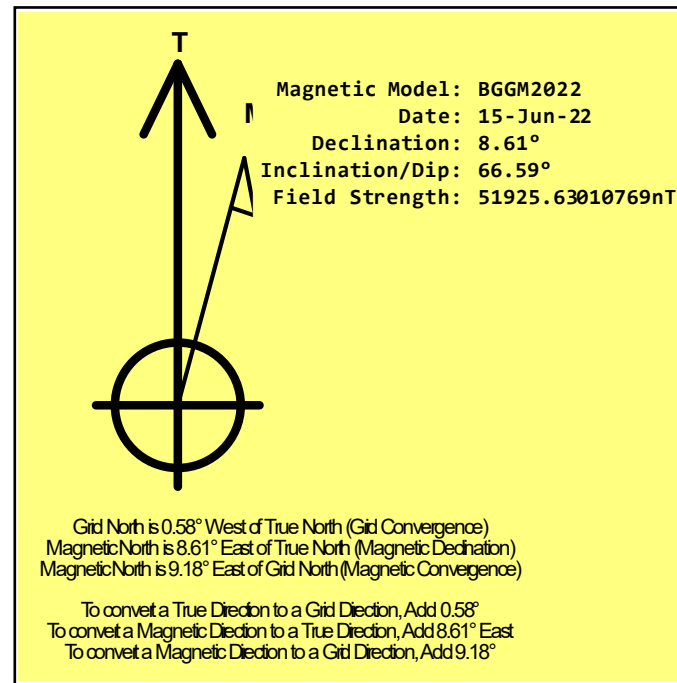 T
Magnetic Model: BGGM2022
Date: 15-Jun-22
M
Declination: 8.61°
Inclination/Dip: 66.59°
Field Strength: 51925.63010769nT
Grid North is 0.58° West of True North (Grid Convergence)
Magnetic North is 8.61° East of True North (Magnetic Declination)
Magnetic North is 9.18° East of Grid North (Magnetic Convergence)
To convert a True Direction to a Grid Direction, Add 0.58°
To convert a Magnetic Direction to a True Direction, Add 8.61° East
To convert a Magnetic Direction to a Grid Direction, Add 9.18°